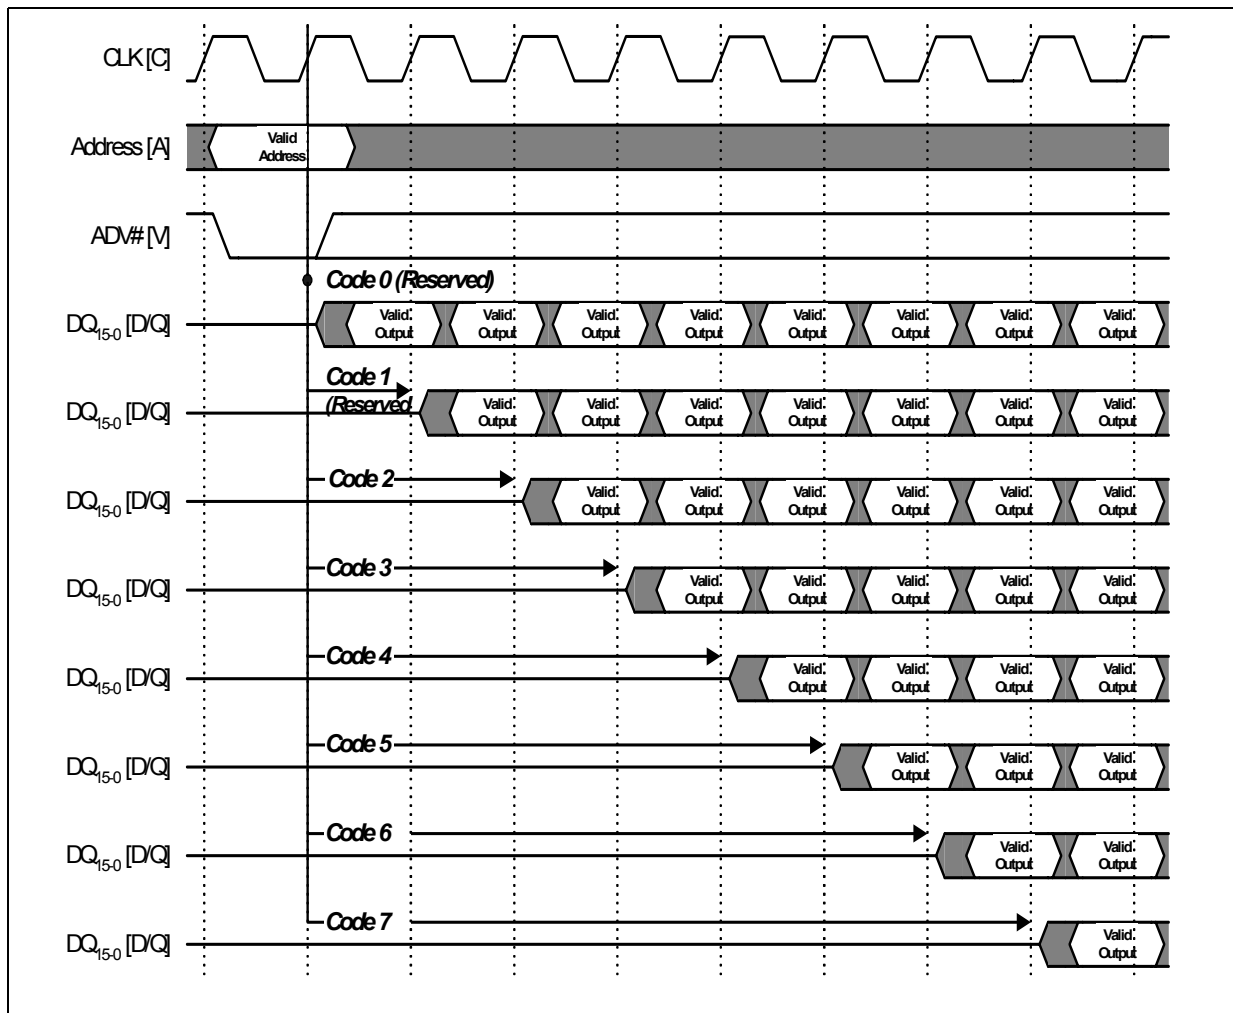 CLK [C]
Address [A]
Valid
Address
ADV# [V]
Code 0 (Reserved)
DQ15-0 [D/Q]
Valid Valid Valid Valid Valid Valid Valid Valid
Output Output Output Output Output Output Output Output
Code 1
(Reserved
DQ15-0 [D/Q]
Valid Valid Valid Valid Valid Valid Valid
Output Output Output Output Output Output Output
Code 2
DQ15-0 [D/Q]
Valid Valid Valid Valid Valid Valid
Output Output Output Output Output Output
Code 3
DQ15-0 [D/Q]
Valid Valid Valid Valid Valid
Output Output Output Output Output
Code 4
DQ15-0 [D/Q]
Valid Valid Valid Valid
Output Output Output Output
Code 5
DQ15-0 [D/Q]
Valid Valid Valid
Output Output Output
Code 6
DQ15-0 [D/Q]
Valid Valid
Output Output
Code 7
DQ15-0 [D/Q]
Valid
Output